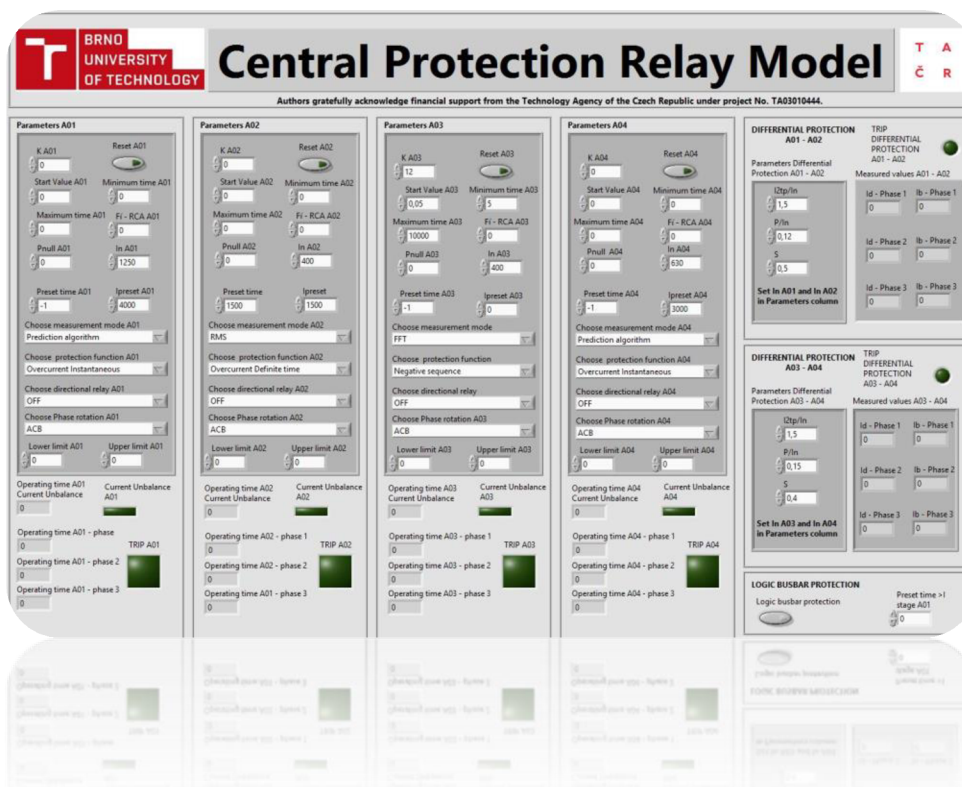 BRNO
UNIVERSITY
OF TECHNOLOGY
Central Protection Relay Model
T A
Č R
Authors gratefully acknowledge financial support from the Technology Agency of the Czech Republic under project No. TA03010444.
Parameters A01
K A01
Reset A01
0
Start Value A01 Minimum time A01
0 0
Maximum time A01 Fí - RCA A01
0 0
Pnull A01 In A01
0 1250
Preset time A01 Ipreset A01
-1 4000
Choose measurement mode A01
Prediction algorithm
Choose protection function A01
Overcurrent Instantaneous
Choose directional relay A01
OFF
Choose Phase rotation A01
ACB
Lower limit A01 Upper limit A01
0 0
Operating time A01
Current Unbalance
0
Current Unbalance
A01
Operating time A01 - phase
0
TRIP A01
Operating time A01 - phase 2
0
Operating time A01 - phase 3
0
Parameters A02
K A02
Reset A02
0
Start Value A02 Minimum time A02
0 0
Maximum time A02 Fí - RCA A02
0 0
Pnull A02 In A02
0 400
Preset time Ipreset
1500 1500
Choose measurement mode A02
RMS
Choose protection function A02
Overcurrent Definite time
Choose directional relay A02
OFF
Choose Phase rotation A02
ACB
Lower limit A02 Upper limit A02
0 0
Operating time A02
Current Unbalance
0
Current Unbalance
A02
Operating time A02 - phase 1
0
TRIP A02
Operating time A02 - phase 2
0
Operating time A01 - phase 3
0
Parameters A03
K A03
Reset A03
12
Start Value A03 Minimum time A03
0,05 5
Maximum time A03 Fí - RCA A03
10000 0
Pnull A03 In A03
0 400
Preset time A03 Ipreset A03
-1 0
Choose measurement mode
FFT
Choose protection function
Negative sequence
Choose directional relay
OFF
Choose Phase rotation A03
ACB
Lower limit A03 Upper limit A03
0 0
Operating time A03
Current Unbalance
0
Current Unbalance
A03
Operating time A03 - phase 1
0
TRIP A03
Operating time A03 - phase 2
0
Operating time A03 - phase 3
0
Parameters A04
K A04
Reset A04
0
Start Value A04 Minimum time A04
0 0
Maximum time A04 Fí - RCA A04
0 0
Pnull A04 In A04
0 630
Preset time A04 Ipreset A04
-1 3000
Choose measurement mode A04
Prediction algorithm
Choose protection function A04
Overcurrent Instantaneous
Choose directional relay A04
OFF
Choose Phase rotation A04
ACB
Lower limit A04 Upper limit A04
0 0
Operating time A04
Current Unbalance
0
Current Unbalance
A04
Operating time A04 - phase 1
0
TRIP A04
Operating time A04 - phase 2
0
Operating time A04 - phase 3
0
DIFFERENTIAL PROTECTION
A01 - A02
TRIP
DIFFERENTIAL
PROTECTION
A01 - A02
Parameters Differential
Protection A01 - A02
Measured values A01 - A02
I2tp/In
1,5
P/In
0,12
S
0,5
Set In A01 and In A02
in Parameters column
Id - Phase 1 Ib - Phase 1
0 0
Id - Phase 2 Ib - Phase 2
0 0
Id - Phase 3 Ib - Phase 3
0 0
DIFFERENTIAL PROTECTION
A03 - A04
TRIP
DIFFERENTIAL
PROTECTION
A03 - A04
Parameters Differential
Protection A03 - A04
Measured values A03 - A04
I2tp/In
1,5
P/In
0,15
S
0,4
Set In A03 and In A04
in Parameters column
Id - Phase 1 Ib - Phase 1
0 0
Id - Phase 2 Ib - Phase 2
0 0
Id - Phase 3 Ib - Phase 3
0 0
LOGIC BUSBAR PROTECTION
Logic busbar protection
Preset time >I
stage A01
0